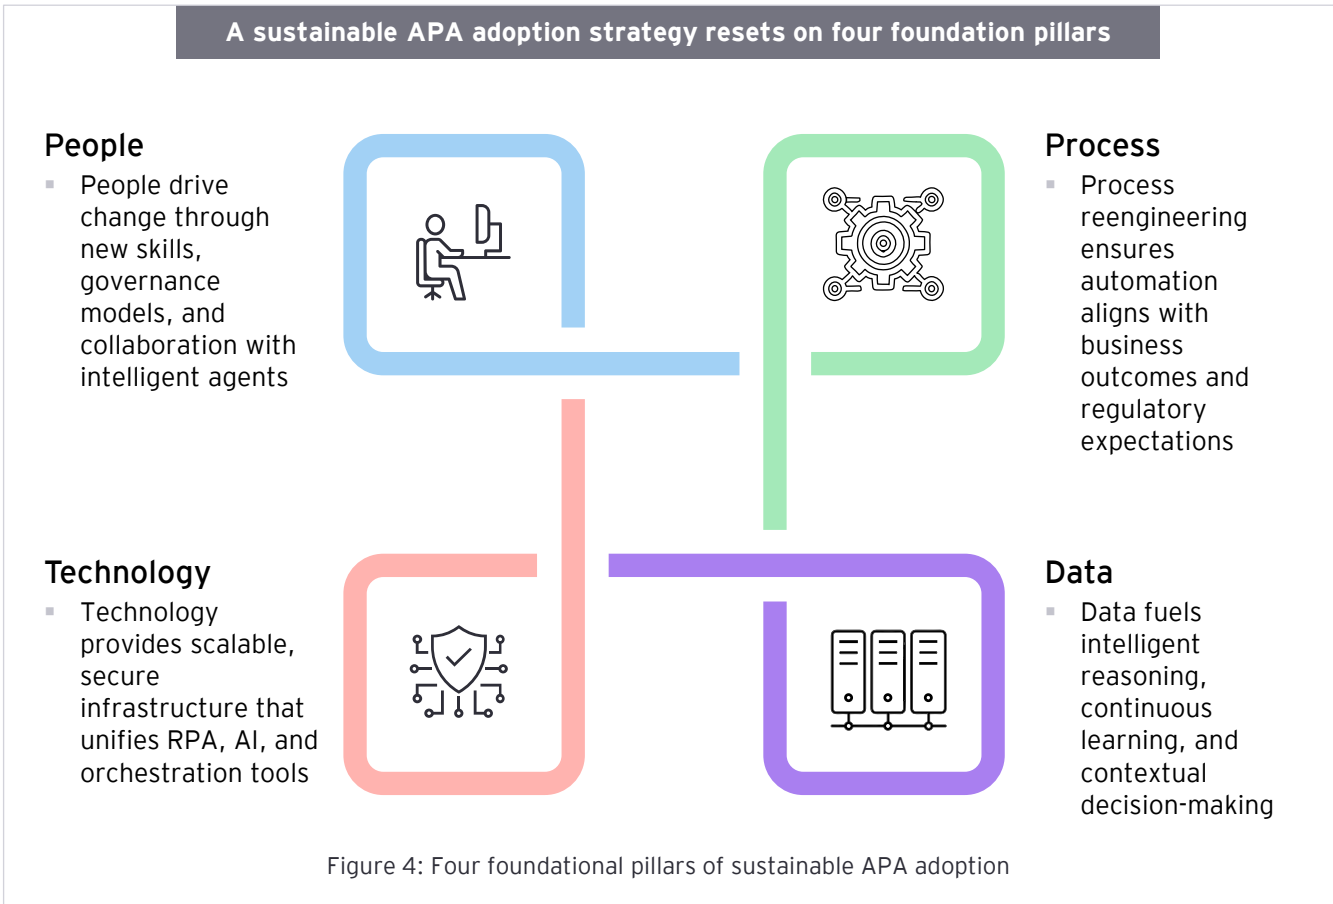 A sustainable APA adoption strategy resets on four foundation pillars
People
▪ People drive
change through
new skills,
governance
models, and
collaboration with
intelligent agents
Process
▪ Process
reengineering
ensures
automation
aligns with
business
outcomes and
regulatory
expectations
Technology
▪ Technology
provides scalable,
secure
infrastructure that
unifies RPA, AI, and
orchestration tools
Data
▪ Data fuels
intelligent
reasoning,
continuous
learning, and
contextual
decision-making
Figure 4: Four foundational pillars of sustainable APA adoption